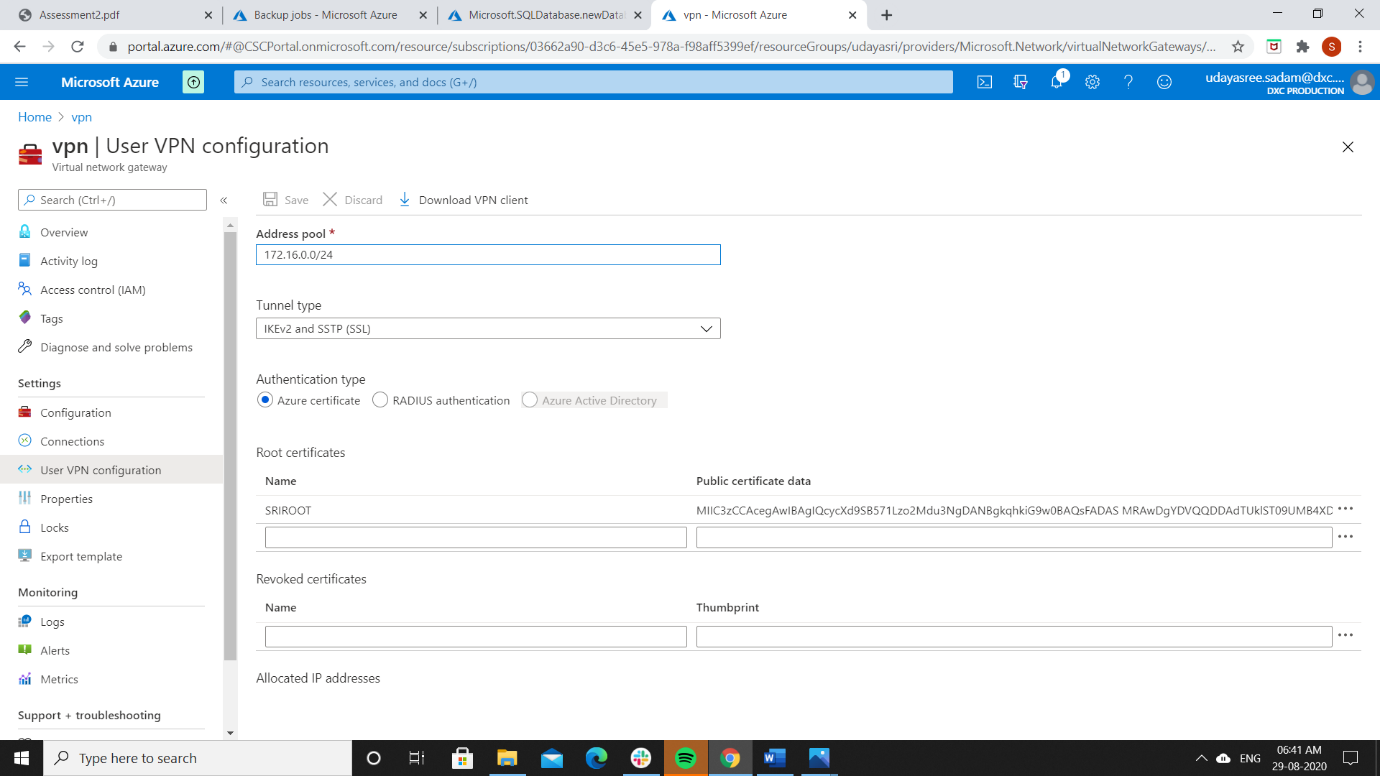 Assessment2.pdf
Backup jobs - Microsoft Azure
Microsoft.SQLDatabase.newData
vpn - Microsoft Azure
portal.azure.com/#@CSCPortal.onmicrosoft.com/resource/subscriptions/03662a90-d3c6-45e5-978a-f98aff5399ef/resourceGroups/udayasri/providers/Microsoft.Network/virtualNetworkGateways/...
S
Microsoft Azure
Search resources, services, and docs (G+/)
1
udayasree.sadam@dxc....
DXC PRODUCTION
Home > vpn
vpn | User VPN configuration
Virtual network gateway
Search (Ctrl+/)
«
Save
Discard
Download VPN client
Overview
Activity log
Access control (IAM)
Tags
Diagnose and solve problems
Settings
Configuration
Connections
User VPN configuration
Properties
Locks
Export template
Monitoring
Logs
Alerts
Metrics
Support + troubleshooting
Address pool *
172.16.0.0/24
Tunnel type
IKEv2 and SSTP (SSL)
Authentication type
Azure certificate
RADIUS authentication
Azure Active Directory
Root certificates
Name
Public certificate data
SRIROOT
MIIC3zCCAcegAwIBAgIQcycXd9SB571Lzo2Mdu3NgDANBgkqhkiG9w0BAQsFADAS MRAwDgYDVQQDDAdTUklST09UMB4XD
Revoked certificates
Name
Thumbprint
Allocated IP addresses
Type here to search
ENG
06:41 AM
29-08-2020